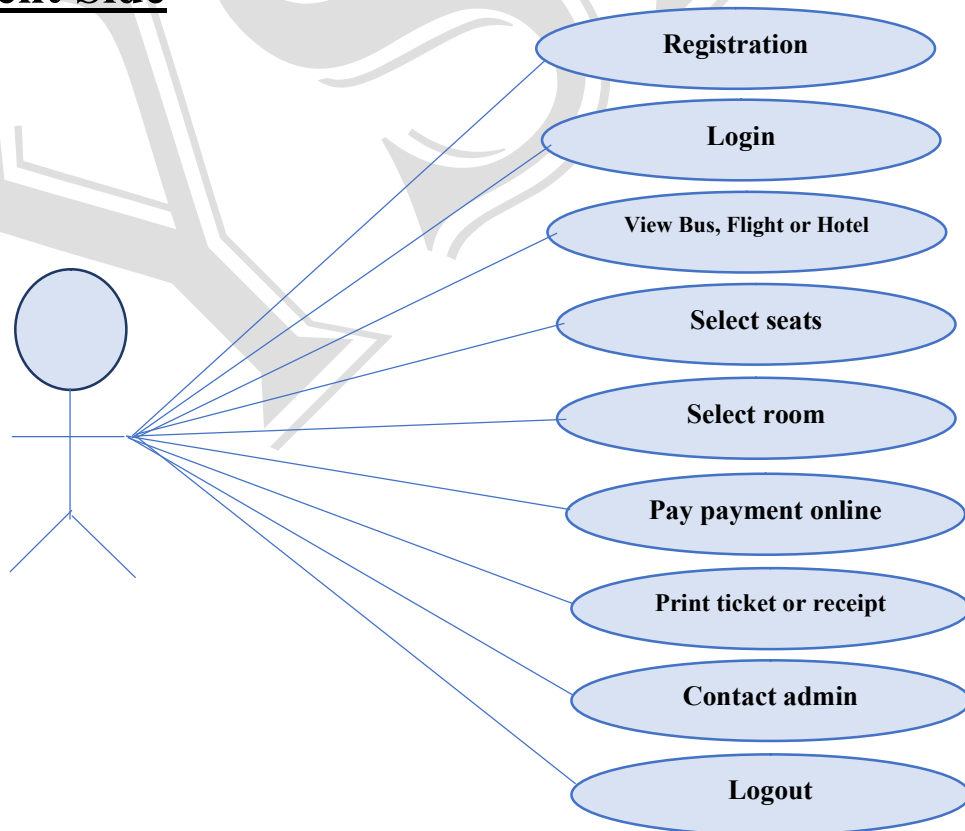 Side
Registration
Login
View Bus, Flight or Hotel
Select seats
Select room
Pay payment online
Print ticket or receipt
Contact admin
Logout